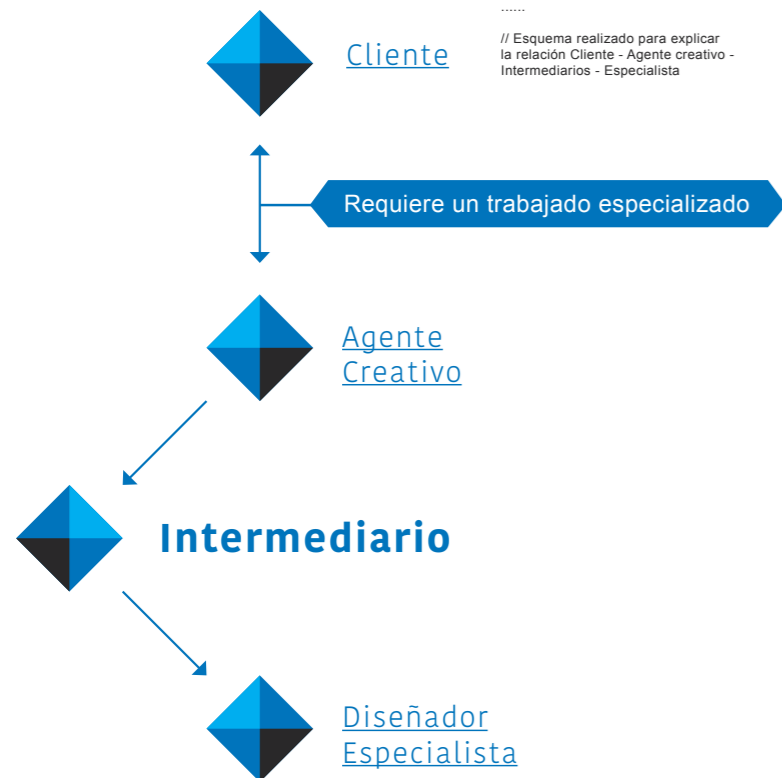 ......
// Esquema realizado para explicar
la relación Cliente - Agente creativo -
Intermediarios - Especialista
Cliente
Requiere un trabajado especializado
Agente
Creativo
Intermediario
Diseñador
Especialista